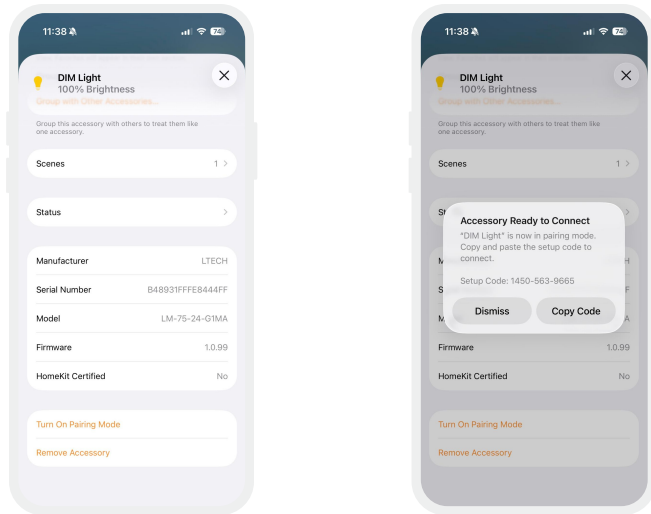 11:38
74
DIM Light
100% Brightness
Group with Other Accessories...
Group this accessory with others to treat them like
one accessory.
Scenes 1
Status
Manufacturer LTECH
Serial Number B48931FFFE8444FF
Model LM-75-24-G1MA
Firmware 1.0.99
HomeKit Certified No
Turn On Pairing Mode
Remove Accessory
11:38
74
DIM Light
100% Brightness
Group with Other Accessories...
Group this accessory with others to treat them like
one accessory.
Scenes 1
Accessory Ready to Connect
"DIM Light" is now in pairing mode.
Copy and paste the setup code to
connect.
Setup Code: 1450-563-9665
Dismiss Copy Code
Firmware 1.0.99
HomeKit Certified No
Turn On Pairing Mode
Remove Accessory